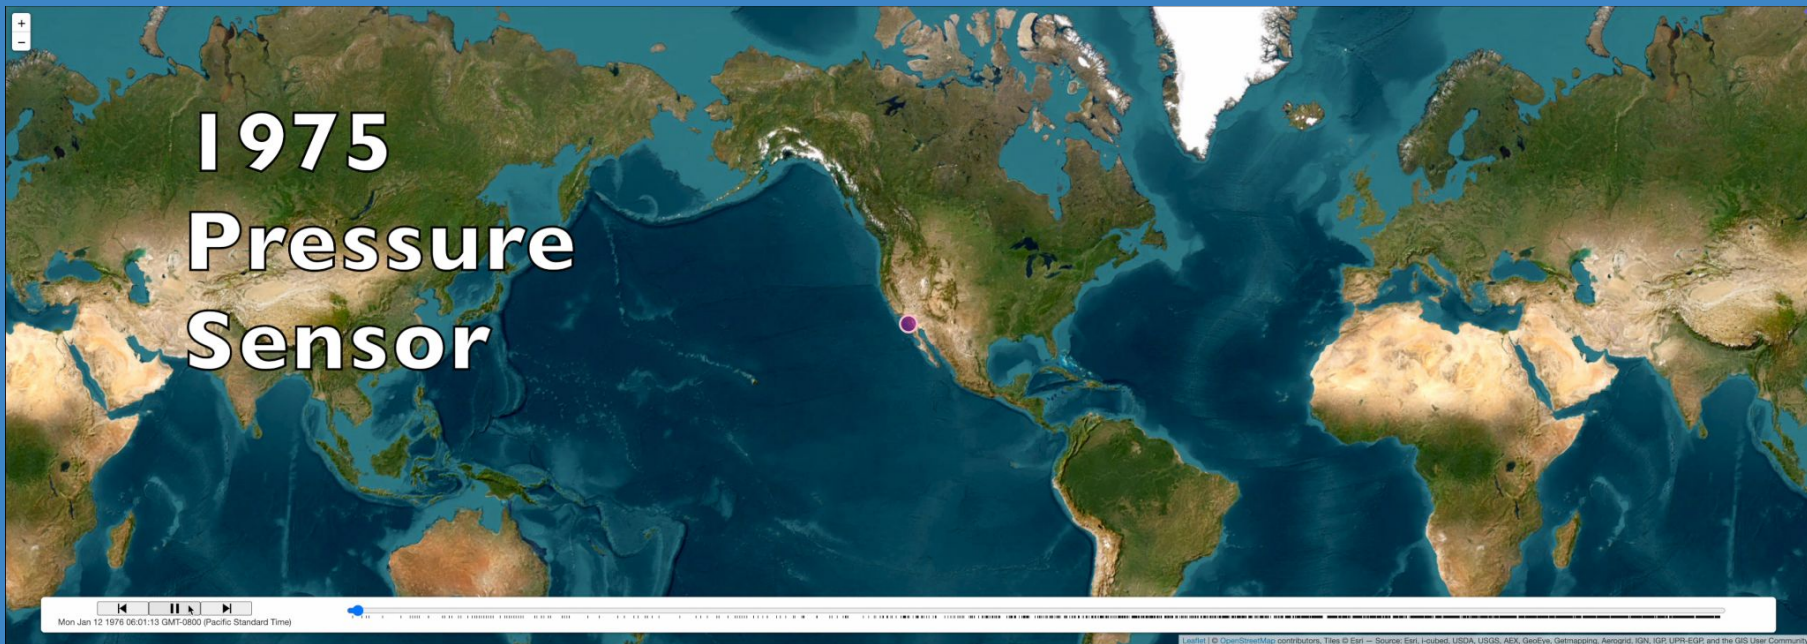 +
−
1975
Pressure
Sensor
Mon Jan 12 1976 06:01:13 GMT-0800 (Pacific Standard Time)
Leaflet | © OpenStreetMap contributors, Tiles © Esri — Source: Esri, i-cubed, USDA, USGS, AEX, GeoEye, Getmapping, Aerogrid, IGN, IGP, UPR-EGP, and the GIS User Commun